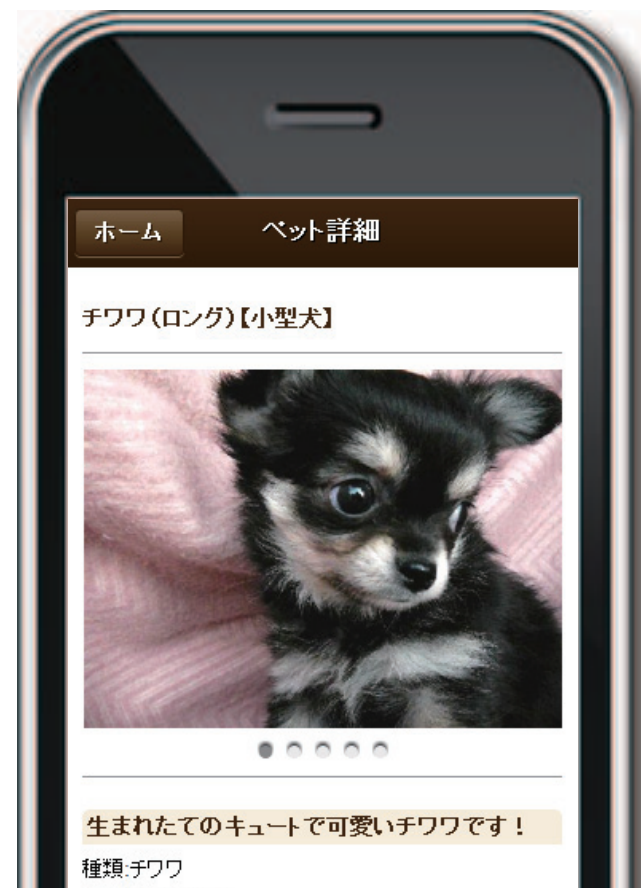 ホーム
ペット詳細
チワワ(ロング)【小型犬】
生まれたてのキュートで可愛いチワワです！
種類:チワワ